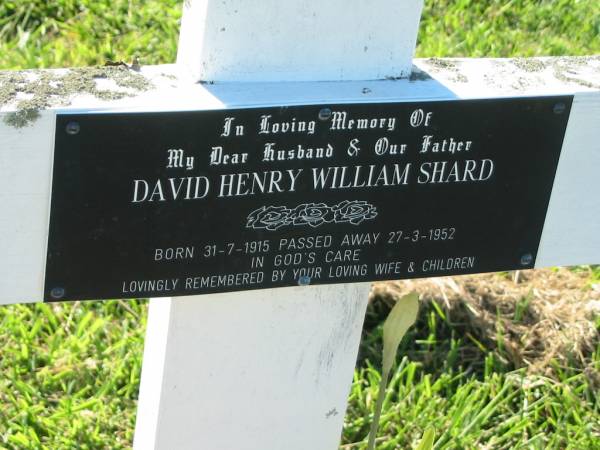 In Loving Memory Of
My Dear Husband & Our Father
DAVID HENRY WILLIAM SHARD
BORN 31-7-1915 PASSED AWAY 27-3-1952
IN GOD'S CARE
LOVINGLY REMEMBERED BY YOUR LOVING WIFE & CHILDREN